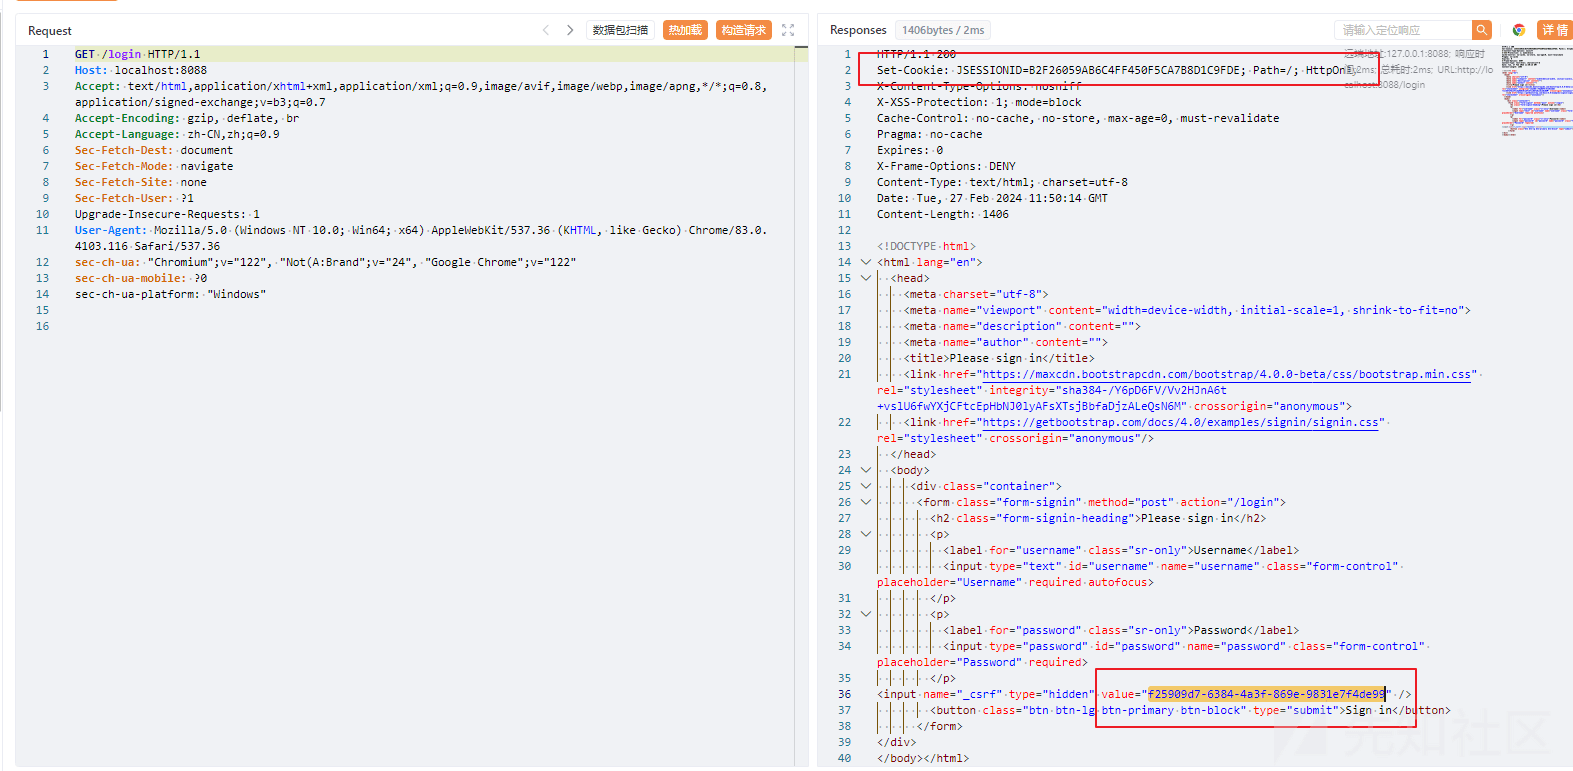 Request
数据包扫描
热加载
构造请求
1 GET /login HTTP/1.1
2 Host: localhost:8088
3 Accept: text/html,application/xhtml+xml,application/xml;q=0.9,image/avif,image/webp,image/apng,*/*;q=0.8,
application/signed-exchange;v=b3;q=0.7
4 Accept-Encoding: gzip, deflate, br
5 Accept-Language: zh-CN,zh;q=0.9
6 Sec-Fetch-Dest: document
7 Sec-Fetch-Mode: navigate
8 Sec-Fetch-Site: none
9 Sec-Fetch-User: ?1
10 Upgrade-Insecure-Requests: 1
11 User-Agent: Mozilla/5.0 (Windows NT 10.0; Win64; x64) AppleWebKit/537.36 (KHTML, like Gecko) Chrome/83.0.
4103.116 Safari/537.36
12 sec-ch-ua: "Chromium";v="122", "Not(A:Brand";v="24", "Google Chrome";v="122"
13 sec-ch-ua-mobile: ?0
14 sec-ch-ua-platform: "Windows"
15
16
Responses
1406bytes / 2ms
请输入定位响应
详情
远端地址:127.0.0.1:8088; 响应时
间:2ms; 总耗时:2ms; URL:http://lo
calhost:8088/login
1 HTTP/1.1 200
2 Set-Cookie: JSESSIONID=B2F26059AB6C4FF450F5CA7B8D1C9FDE; Path=/; HttpOnly
3 X-Content-Type-Options: nosniff
4 X-XSS-Protection: 1; mode=block
5 Cache-Control: no-cache, no-store, max-age=0, must-revalidate
6 Pragma: no-cache
7 Expires: 0
8 X-Frame-Options: DENY
9 Content-Type: text/html; charset=utf-8
10 Date: Tue, 27 Feb 2024 11:50:14 GMT
11 Content-Length: 1406
12
13 <!DOCTYPE html>
14 <html lang="en">
15 <head>
16 <meta charset="utf-8">
17 <meta name="viewport" content="width=device-width, initial-scale=1, shrink-to-fit=no">
18 <meta name="description" content="">
19 <meta name="author" content="">
20 <title>Please sign in</title>
21 <link href="https://maxcdn.bootstrapcdn.com/bootstrap/4.0.0-beta/css/bootstrap.min.css"
rel="stylesheet" integrity="sha384-/Y6pD6FV/Vv2HJnA6t
+vslU6fwYXjCFtcEpHbNJ0lyAFsXTsjBbfaDjzALeQsN6M" crossorigin="anonymous">
22 <link href="https://getbootstrap.com/docs/4.0/examples/signin/signin.css"
rel="stylesheet" crossorigin="anonymous"/>
23 </head>
24 <body>
25 <div class="container">
26 <form class="form-signin" method="post" action="/login">
27 <h2 class="form-signin-heading">Please sign in</h2>
28 <p>
29 <label for="username" class="sr-only">Username</label>
30 <input type="text" id="username" name="username" class="form-control"
placeholder="Username" required autofocus>
31 </p>
32 <p>
33 <label for="password" class="sr-only">Password</label>
34 <input type="password" id="password" name="password" class="form-control"
placeholder="Password" required>
35 </p>
36 <input name="_csrf" type="hidden" value="f25909d7-6384-4a3f-869e-9831e7f4de99" />
37 <button class="btn btn-lg btn-primary btn-block" type="submit">Sign in</button>
38 </form>
39 </div>
40 </body></html>
先知社区